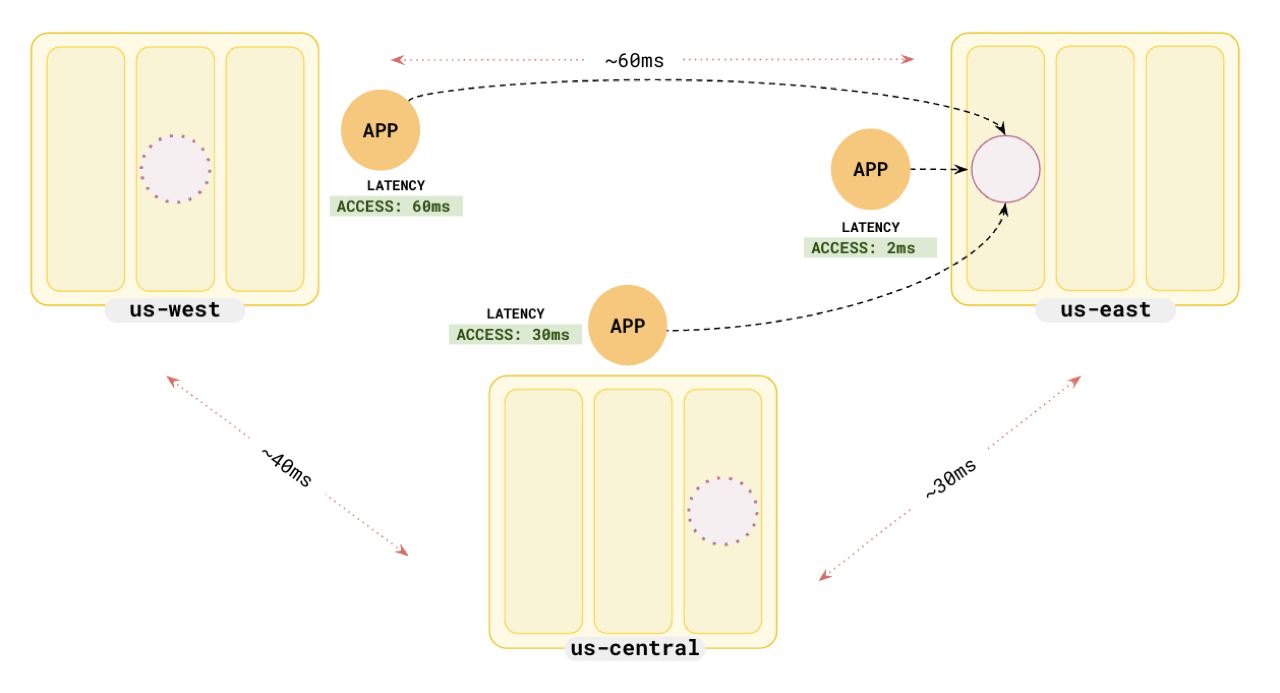 ~60ms
APP
LATENCY
ACCESS: 60ms
APP
LATENCY
ACCESS: 2ms
us-west
us-east
LATENCY
ACCESS: 30ms
APP
~40ms
~30ms
us-central